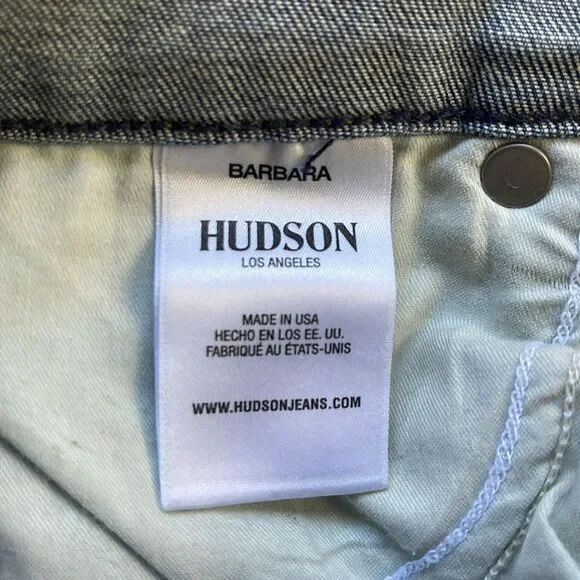 BARBARA
HUDSON
LOS ANGELES
MADE IN USA
HECHO EN LOS EE. UU.
FABRIQUÉ AU ÉTATS-UNIS
WWW.HUDSONJEANS.COM